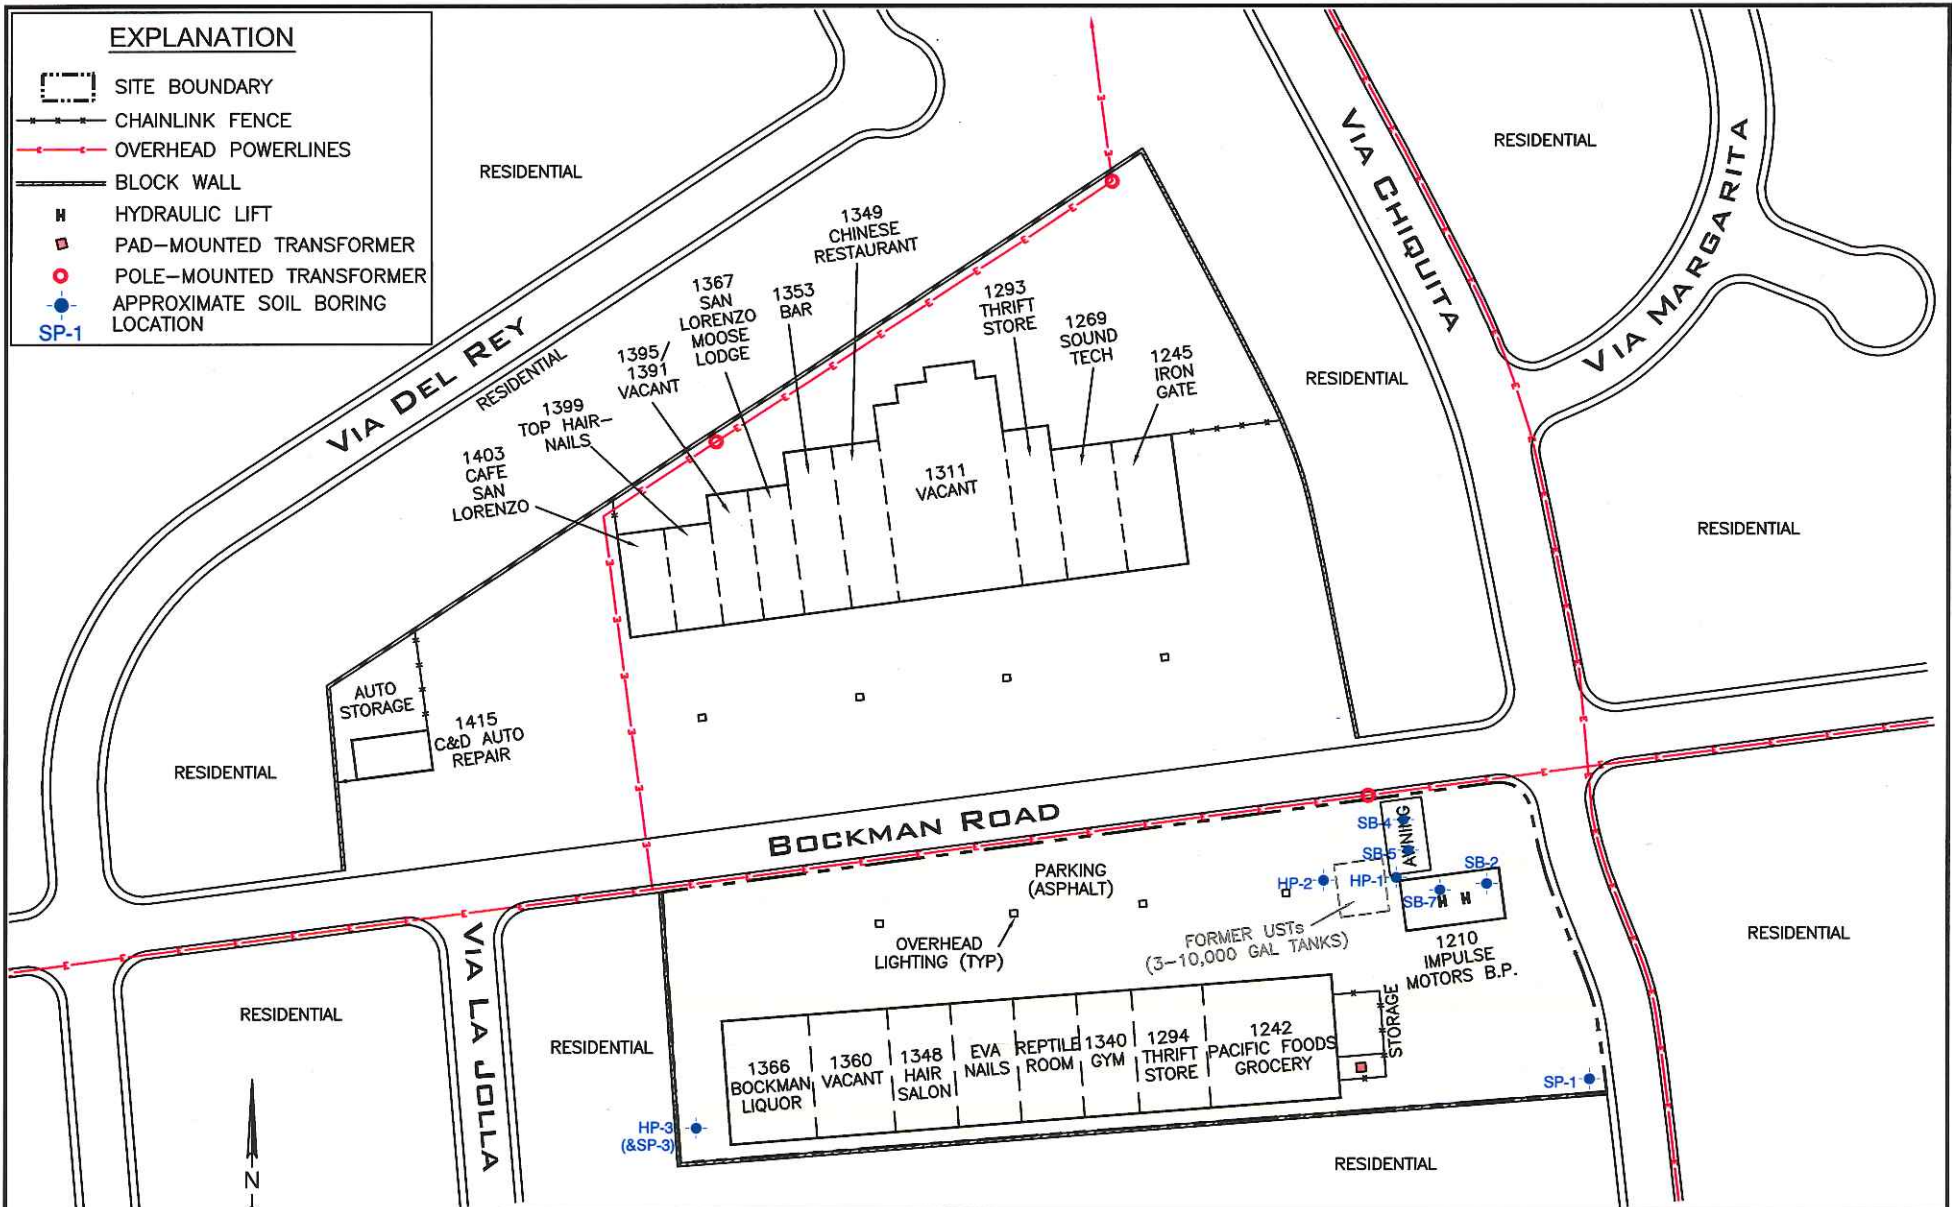 EXPLANATION
SITE BOUNDARY
CHAINLINK FENCE
OVERHEAD POWERLINES
BLOCK WALL
H HYDRAULIC LIFT
PAD-MOUNTED TRANSFORMER
POLE-MOUNTED TRANSFORMER
APPROXIMATE SOIL BORING
LOCATION
SP-1
RESIDENTIAL
VIA DEL REY
RESIDENTIAL
VIA CHIQUITA
RESIDENTIAL
VIA MARGARITA
1349
CHINESE
RESTAURANT
1367
SAN
LORENZO
MOOSE
LODGE
1353
BAR
1395/
1391
VACANT
1399
TOP HAIR-
NAILS
1403
CAFE
SAN
LORENZO
1293
THRIFT
STORE
1269
SOUND
TECH
1245
IRON
GATE
1311
VACANT
RESIDENTIAL
RESIDENTIAL
AUTO
STORAGE
1415
C&D AUTO
REPAIR
RESIDENTIAL
BOCKMAN ROAD
PARKING
(ASPHALT)
OVERHEAD
LIGHTING (TYP)
FORMER USTs
(3-10,000 GAL TANKS)
AWNING
SB-4
SB-5
SB-2
HP-2
HP-1
SB-7
H H
1210
IMPULSE
MOTORS B.P.
RESIDENTIAL
VIA LA JOLLA
RESIDENTIAL
RESIDENTIAL
1366
BOCKMAN
LIQUOR
1360
VACANT
1348
HAIR
SALON
EVA
NAILS
REPTILE
ROOM
1340
GYM
1294
THRIFT
STORE
1242
PACIFIC FOODS
GROCERY
STORAGE
SP-1
HP-3
(&SP-3)
RESIDENTIAL
N